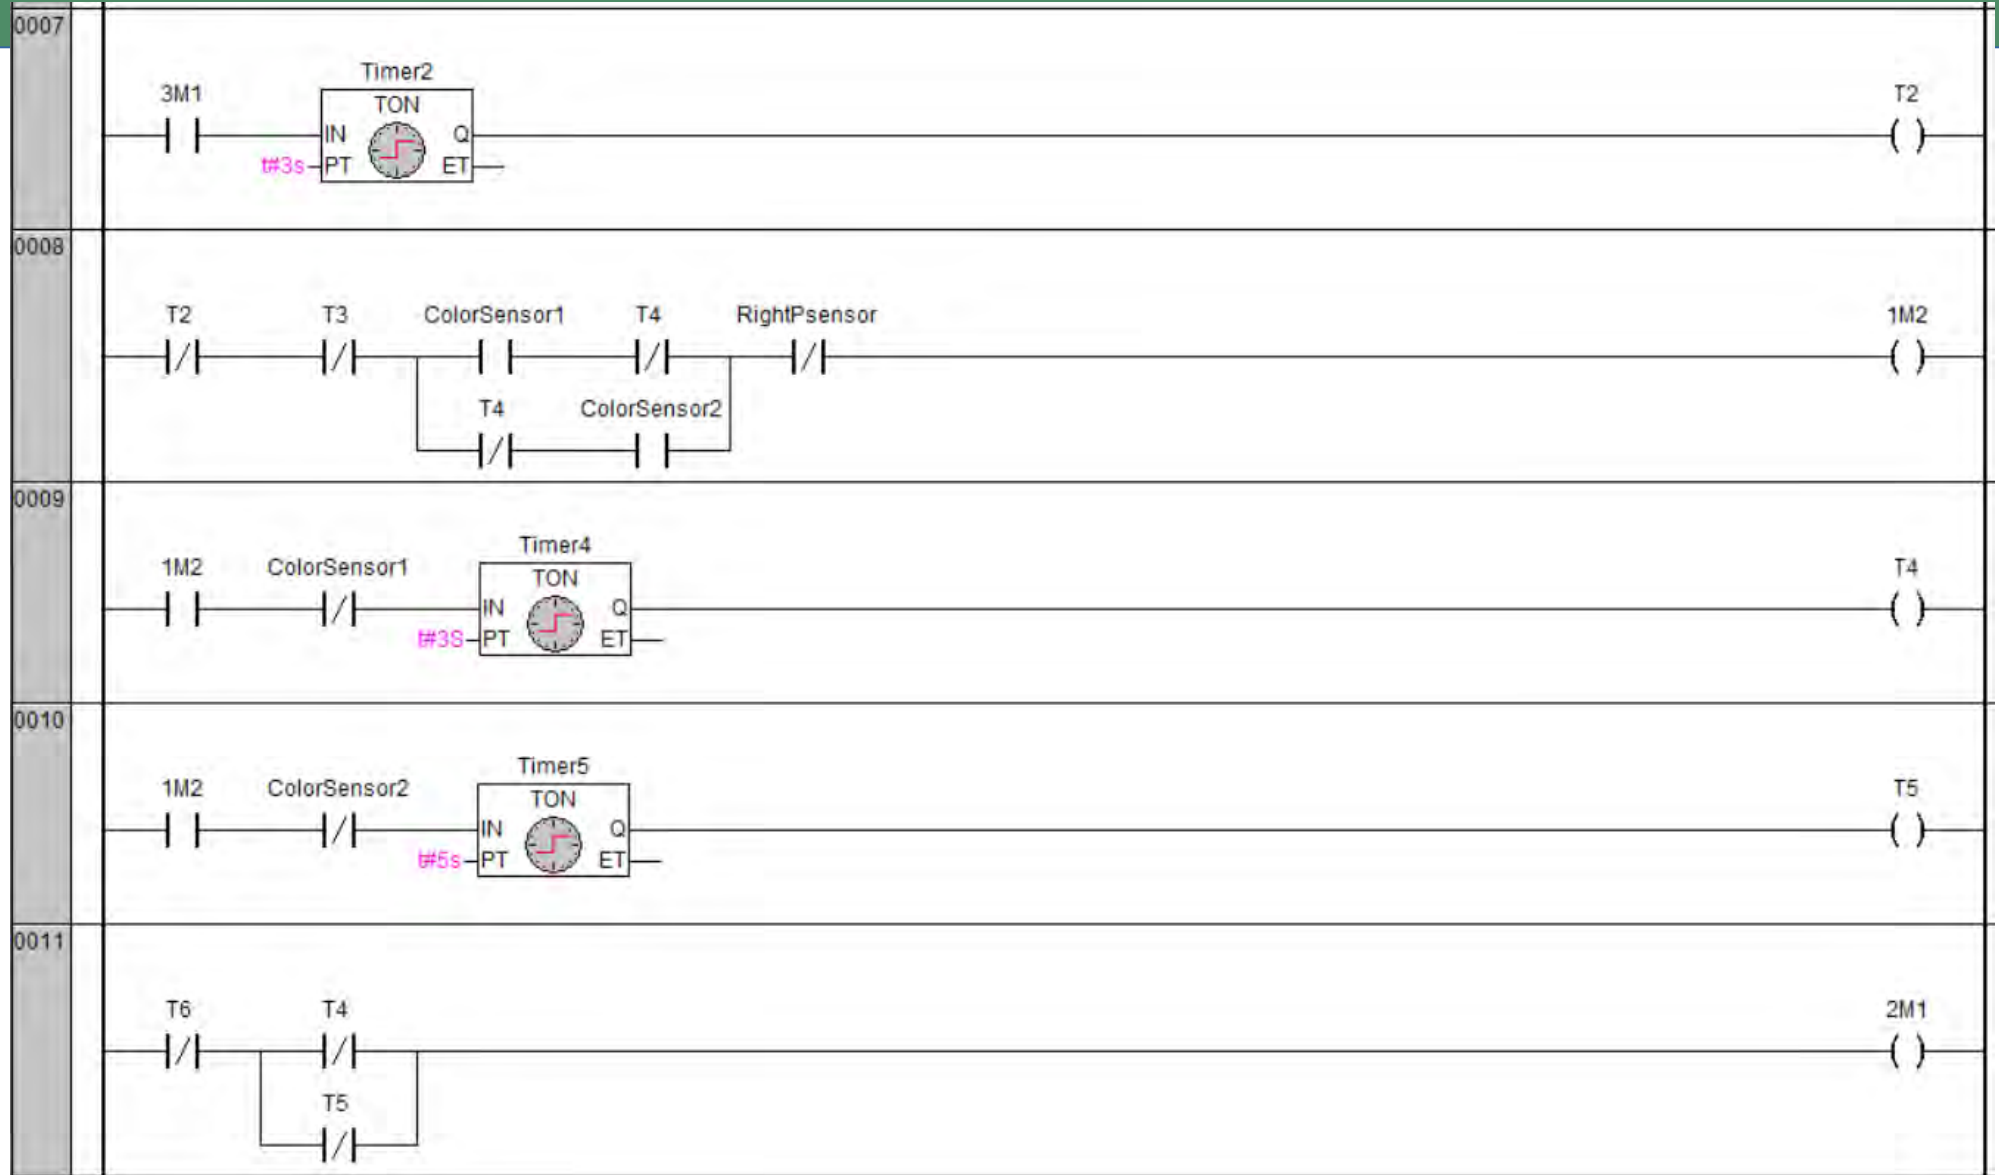 0007
Timer2
3M1
TON
T2
IN Q
t#3s PT ET
0008
T2 T3 ColorSensor1 T4 RightPsensor 1M2
T4 ColorSensor2
0009
Timer4
1M2 ColorSensor1 T4
TON
IN Q
t#3S PT ET
0010
Timer5
1M2 ColorSensor2 T5
TON
IN Q
t#5s PT ET
0011
T6 T4 2M1
T5